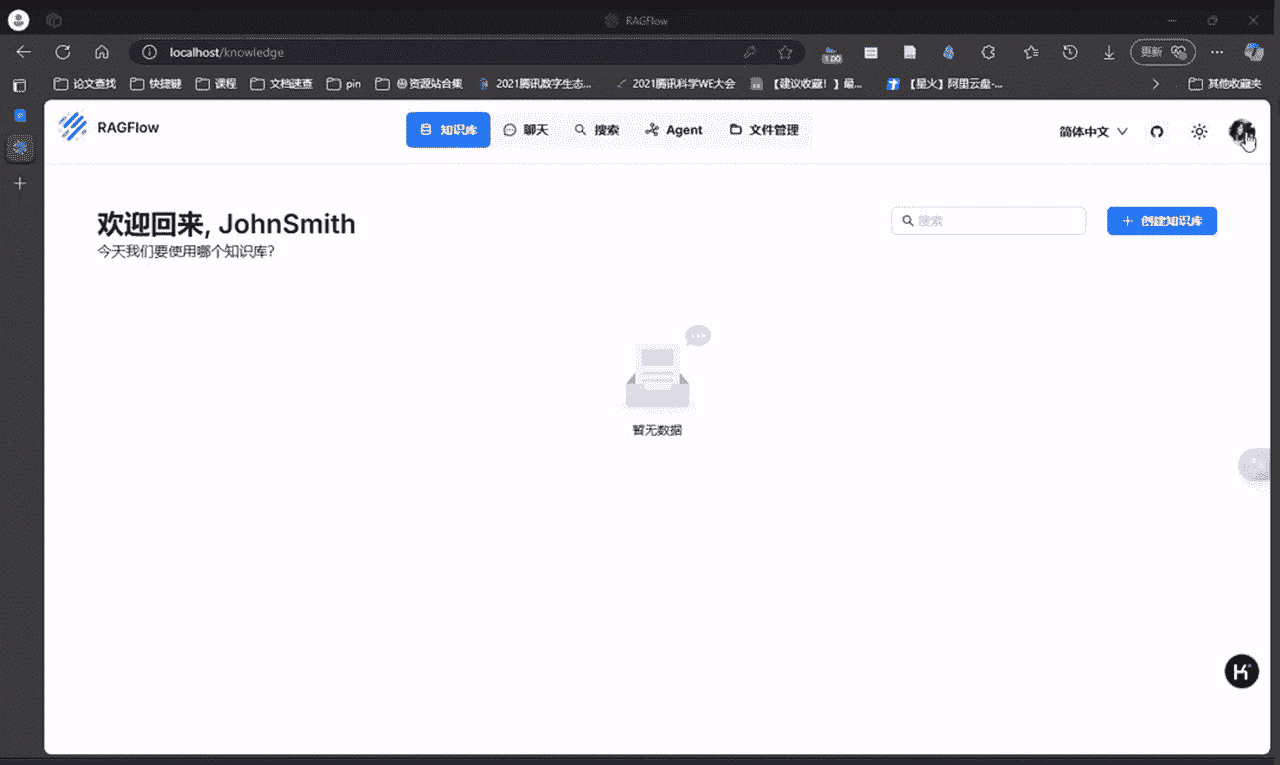 RAGFlow
localhost/knowledge
1.00
更新
论文查找 快捷键 课程 文档速查 pin 😄资源站合集 2021腾讯数字生态... 2021腾讯科学WE大会 【建议收藏！】最... 【星火】阿里云盘-... 其他收藏夹
RAGFlow 知识库 聊天 搜索 Agent 文件管理 简体中文
欢迎回来, JohnSmith
今天我们要使用哪个知识库?
搜索
+ 创建知识库
暂无数据
K